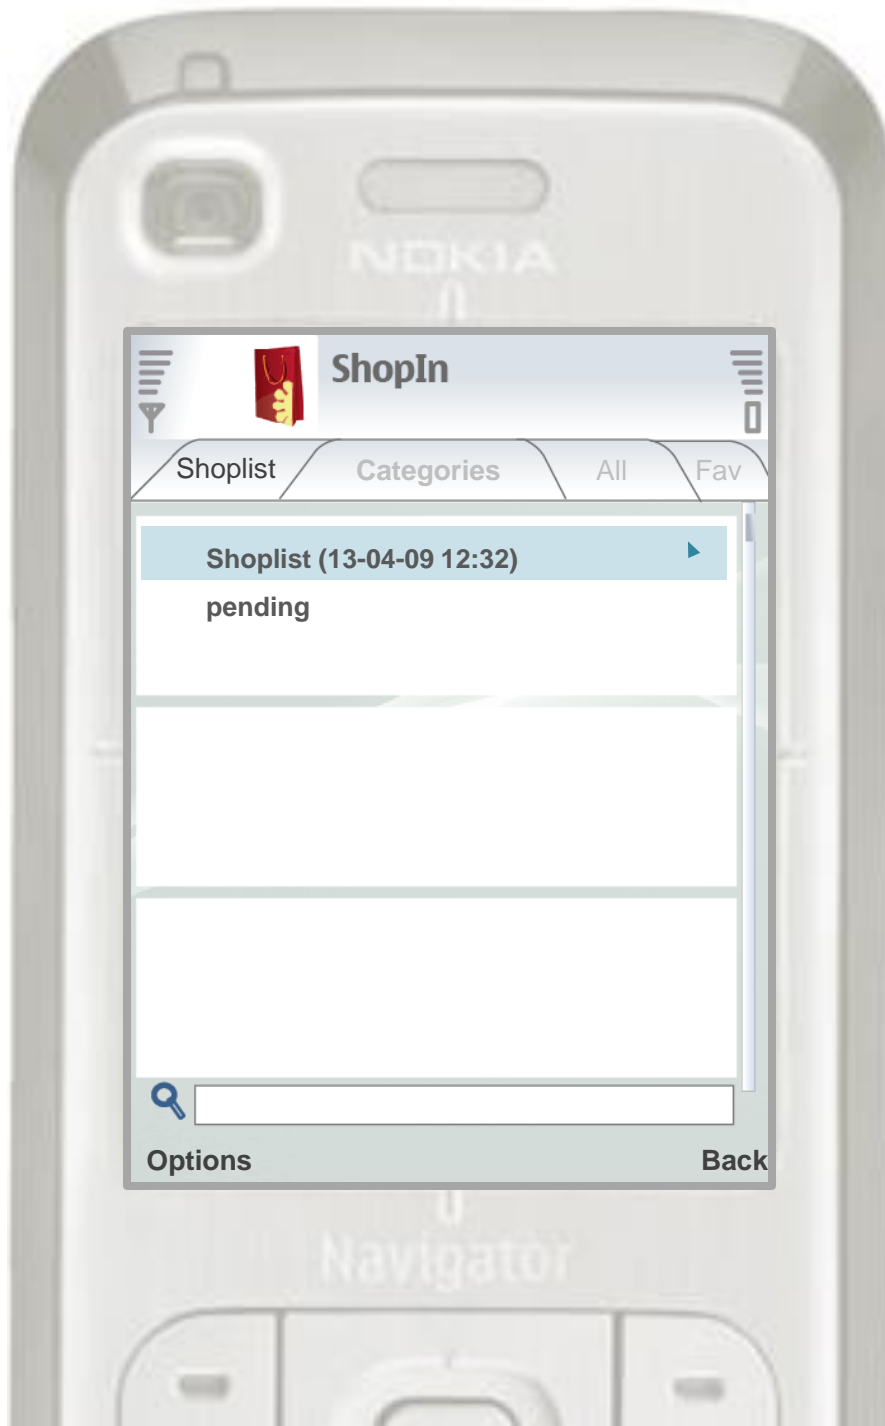 NOKIA
ShopIn
Shoplist Categories All Fav
Shoplist (13-04-09 12:32)
pending
Options Back
Navigator